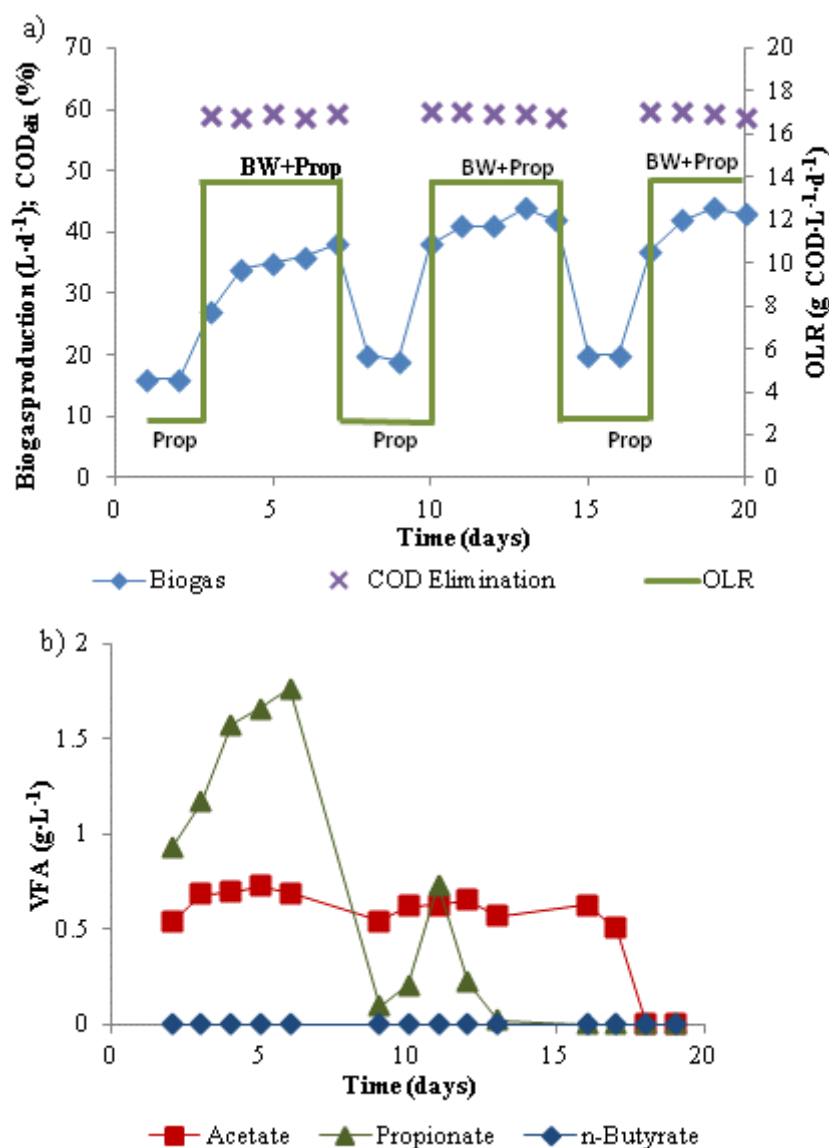 a)
Biogasproduction (L·d⁻¹); COD_eli (%)
70
60
50
40
30
20
10
0
BW+Prop
BW+Prop
BW+Prop
Prop
Prop
Prop
20
18
16
14
12
10
8
6
4
2
0
OLR (g COD·L⁻¹·d⁻¹)
0 5 10 15 20
Time (days)
Biogas COD Elimination OLR
b)
VFA (g·L⁻¹)
2
1.5
1
0.5
0
0 5 10 15 20
Time (days)
Acetate Propionate n-Butyrate